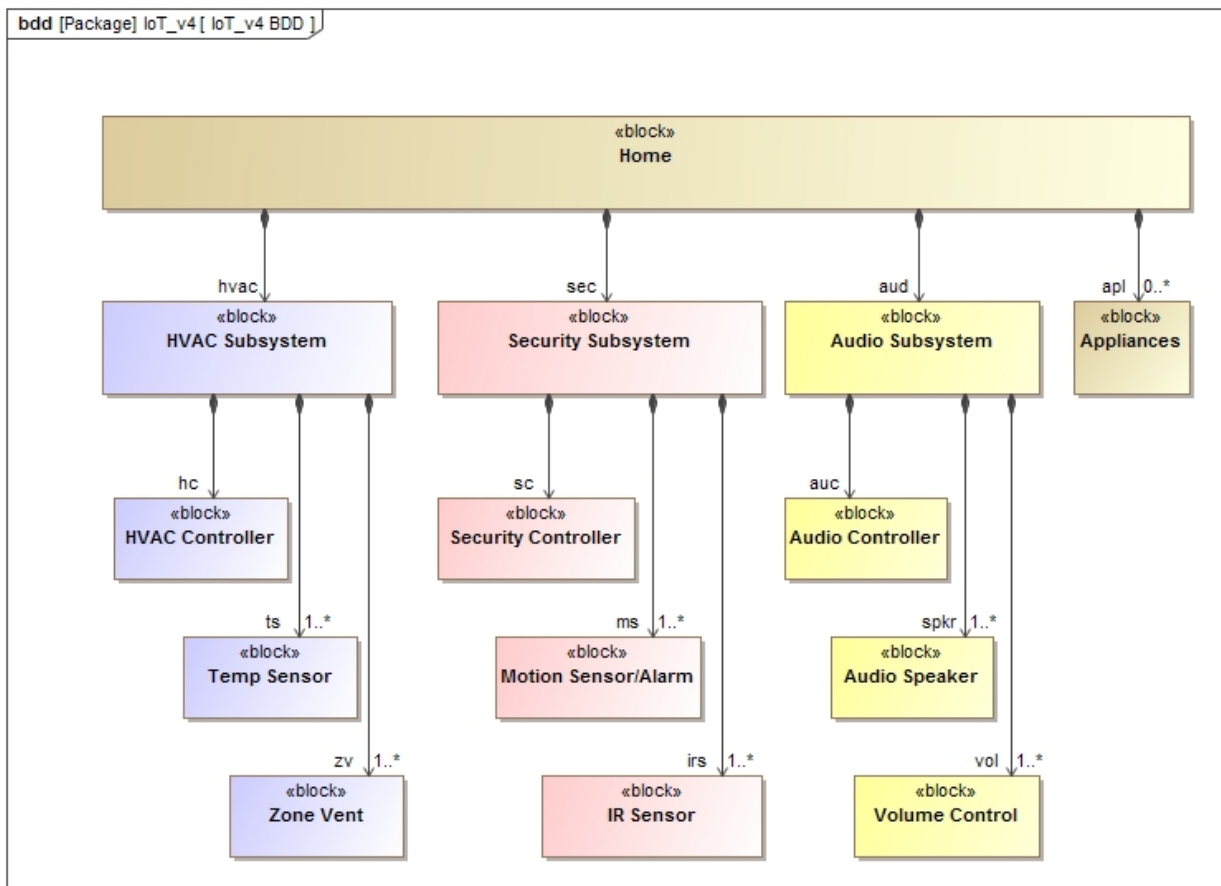 bdd [Package] IoT_v4 [ IoT_v4 BDD ]
«block»
Home
hvac
sec
aud
apl 0..*
«block»
HVAC Subsystem
«block»
Security Subsystem
«block»
Audio Subsystem
«block»
Appliances
hc
sc
auc
«block»
HVAC Controller
«block»
Security Controller
«block»
Audio Controller
ts 1..*
ms 1..*
spkr 1..*
«block»
Temp Sensor
«block»
Motion Sensor/Alarm
«block»
Audio Speaker
zv 1..*
irs 1..*
vol 1..*
«block»
Zone Vent
«block»
IR Sensor
«block»
Volume Control